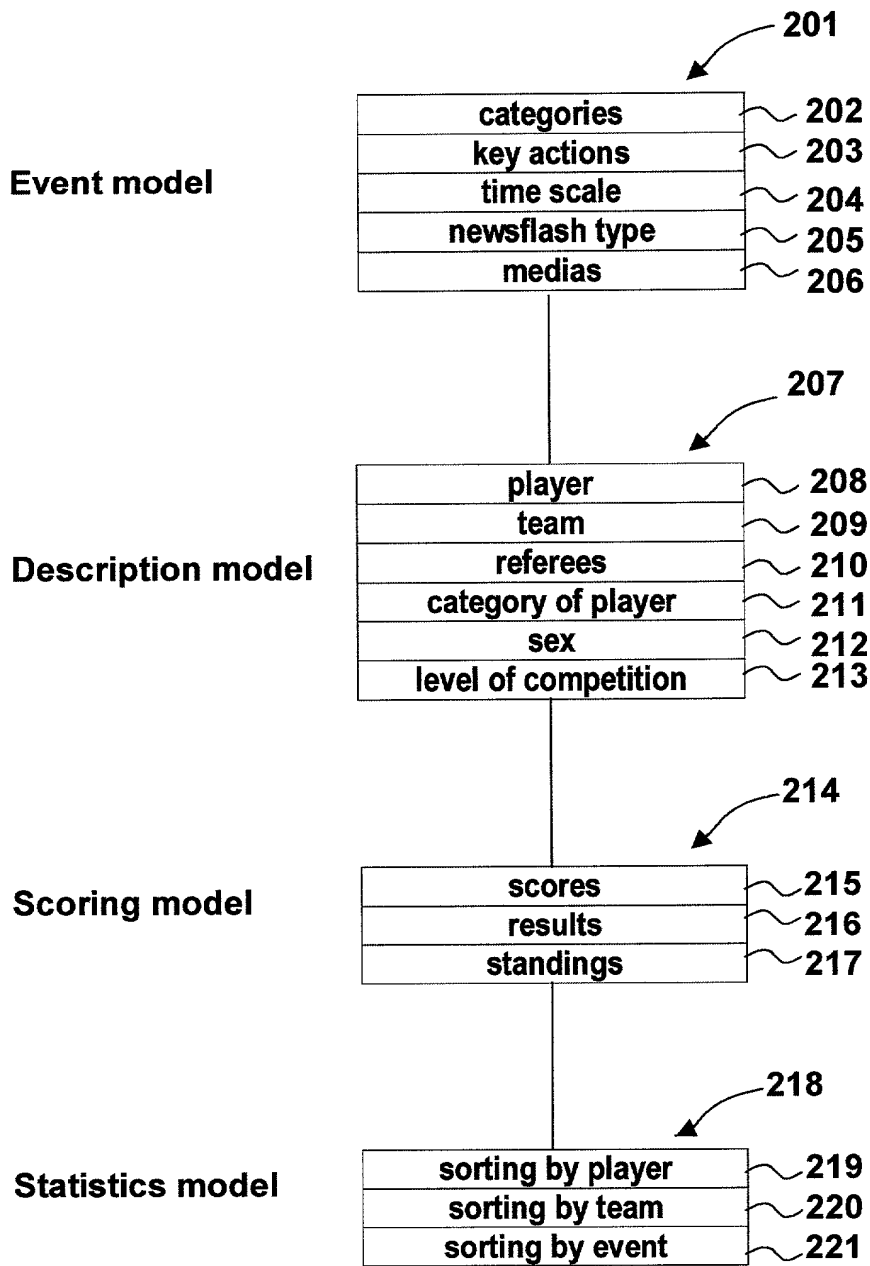 201
categories 202
key actions 203
Event model
time scale 204
newsflash type 205
medias 206
207
player 208
team 209
Description model
referees 210
category of player 211
sex 212
level of competition 213
214
Scoring model
scores 215
results 216
standings 217
218
Statistics model
sorting by player 219
sorting by team 220
sorting by event 221